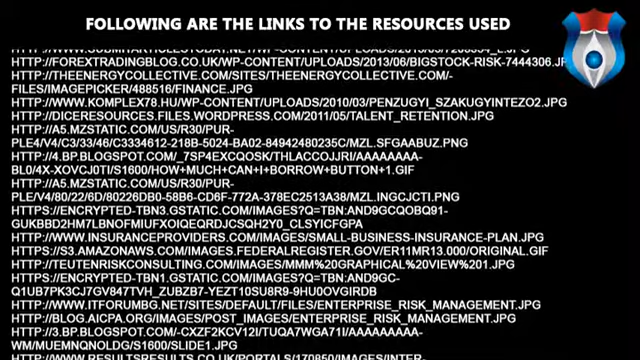 FOLLOWING ARE THE LINKS TO THE RESOURCES USED
HTTP://FOREXTRADINGBLOG.CO.UK/WP-CONTENT/UPLOADS/2013/06/BIGSTOCK-RISK-7444306.JP
HTTP://THEENERGYCOLLECTIVE.COM/SITES/THEENERGYCOLLECTIVE.COM/-
FILES/IMAGEPICKER/488516/FINANCE.JPG
HTTP://WWW.KOMPLEX78.HU/WP-CONTENT/UPLOADS/2010/03/PENZUGYI_SZAKUGYINTEZO2.JPG
HTTP://DICERESOURCES.FILES.WORDPRESS.COM/2011/05/TALENT_RETENTION.JPG
HTTP://A5.MZSTATIC.COM/US/R30/PUR-
PLE4/V4/C3/33/46/C3334612-218B-5024-BA02-84942480235C/MZL.SFGAABUZ.PNG
HTTP://4.BP.BLOGSPOT.COM/_7SP4EXCQOSK/THLACCOJJRI/AAAAAAAA-
BL0/4X-XOVCJ0TI/S1600/HOW+MUCH+CAN+I+BORROW+BUTTON+1.GIF
HTTP://A5.MZSTATIC.COM/US/R30/PUR-
PLE/V4/80/22/6D/80226DB0-58B6-CD6F-772A-378EC2513A38/MZL.INGCJCTI.PNG
HTTPS://ENCRYPTED-TBN3.GSTATIC.COM/IMAGES?Q=TBN:AND9GCQOBQ91-
GUKBBD2HM7LBNOFMIUFXOIQEQRDJCSQH2Y0_CLSYICFGPA
HTTP://WWW.INSURANCEPROVIDERS.COM/IMAGES/SMALL-BUSINESS-INSURANCE-PLAN.JPG
HTTPS://S3.AMAZONAWS.COM/IMAGES.FEDERALREGISTER.GOV/ER11MR13.000/ORIGINAL.GIF
HTTP://TEUTENRISKCONSULTING.COM/IMAGES/MMM%20GRAPHICAL%20VIEW%201.JPG
HTTPS://ENCRYPTED-TBN1.GSTATIC.COM/IMAGES?Q=TBN:AND9GC-
Q1UB7PK3CJ7GV847TVH_ZUBZB7-YEZT10SU8R9-9HU0VGIRDB
HTTP://WWW.ITFORUMBG.NET/SITES/DEFAULT/FILES/ENTERPRISE_RISK_MANAGEMENT.JPG
HTTP://BLOG.AICPA.ORG/IMAGES/POST_IMAGES/ENTERPRISE_RISK_MANAGEMENT.JPG
HTTP://3.BP.BLOGSPOT.COM/-CXZF2KCV12I/TUQA7WGA71I/AAAAAAAAA-
WM/MUEMNQNOLDG/S1600/SLIDE1.JPG